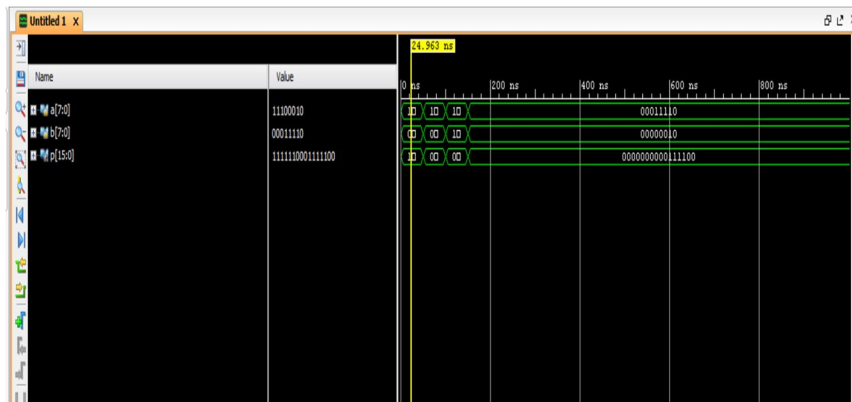 Untitled 1 X
24.963 ns
Name Value
0 ns 200 ns 400 ns 600 ns 800 ns
a[7:0] 11100010 00011110
b[7:0] 00011110 00000010
p[15:0] 1111110001111100 0000000000111100